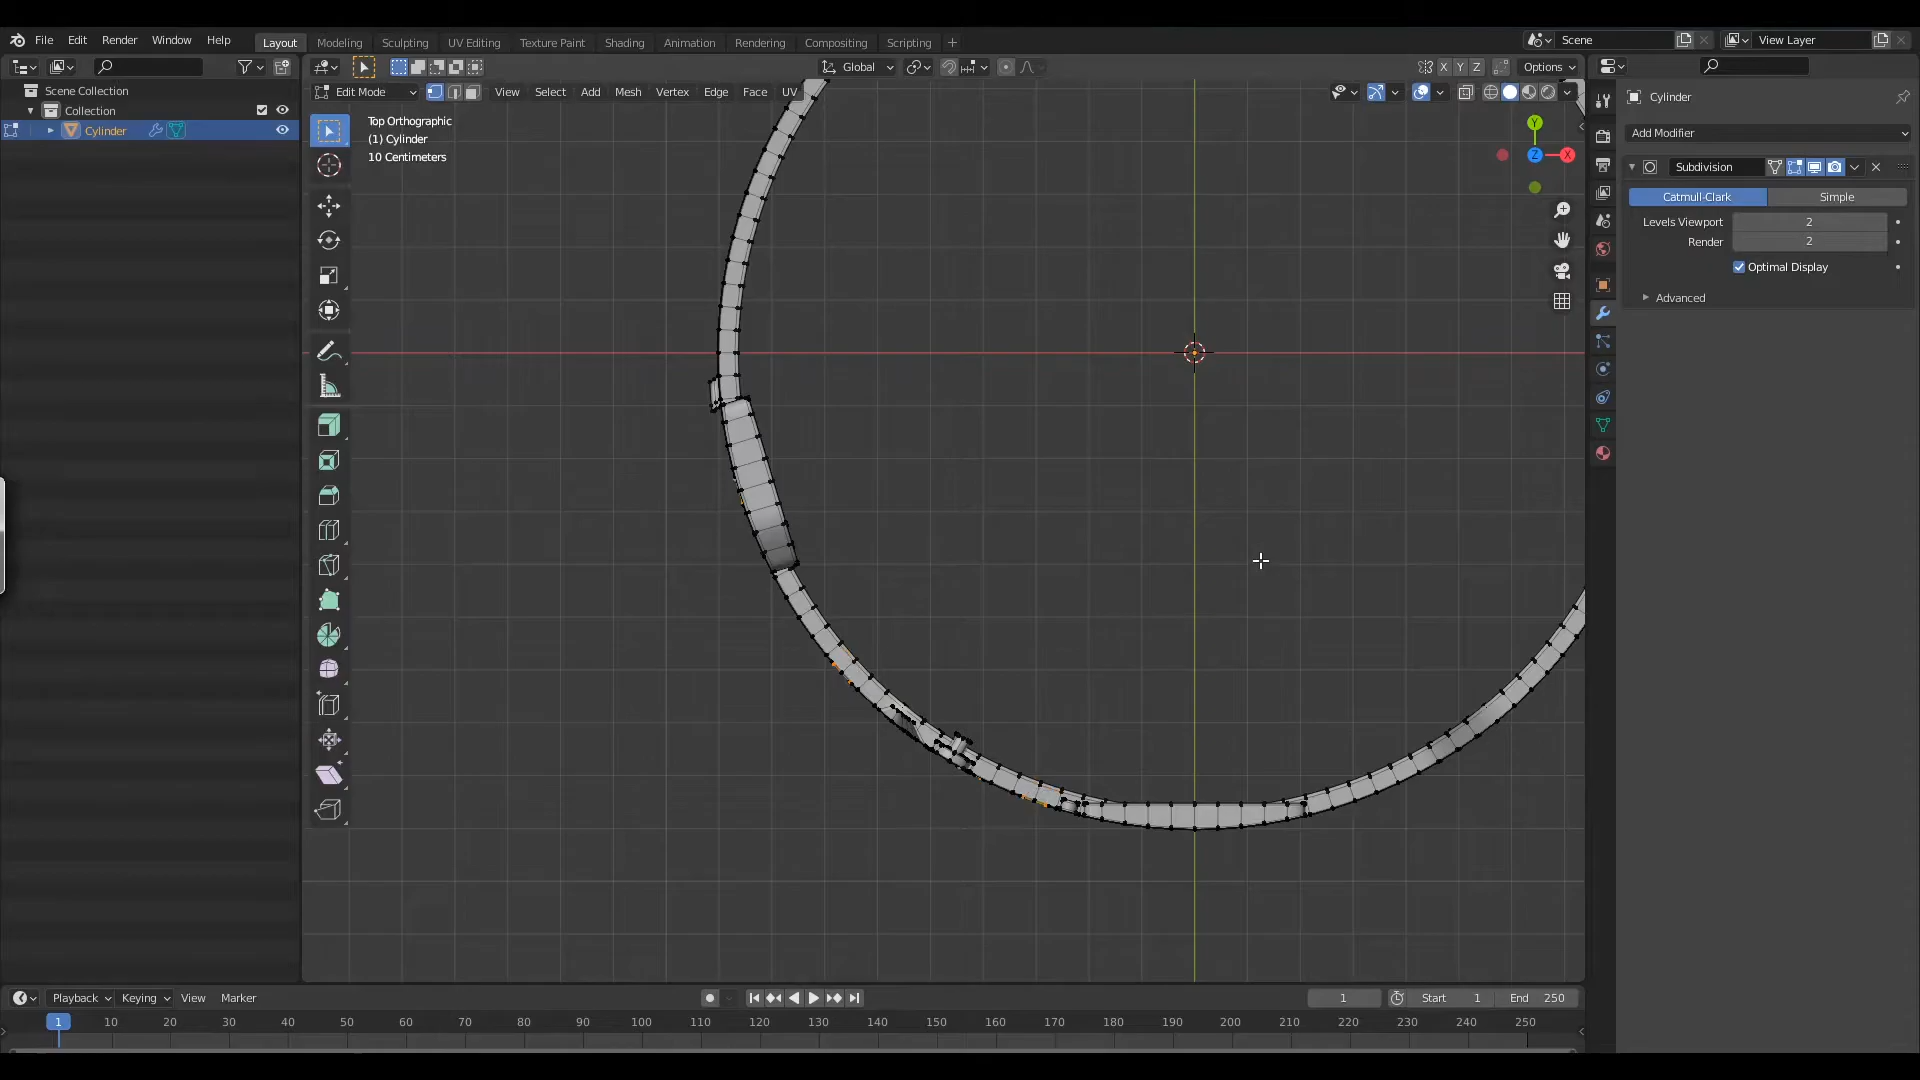 File Edit Render Window Help Layout Modeling Sculpting UV Editing Texture Paint Shading Animation Rendering Compositing Scripting + Scene View Layer
Global X Y Z Options
Scene Collection
Collection
Cylinder
Edit Mode View Select Add Mesh Vertex Edge Face UV
Top Orthographic
(1) Cylinder
10 Centimeters
Y
Z
X
Cylinder
Add Modifier
Subdivision
Catmull-Clark Simple
Levels Viewport 2
Render 2
Optimal Display
Advanced
Playback Keying View Marker 1 Start 1 End 250
1 10 20 30 40 50 60 70 80 90 100 110 120 130 140 150 160 170 180 190 200 210 220 230 240 250